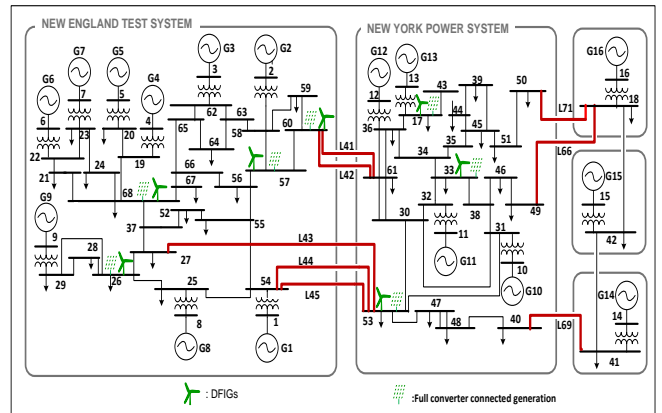 NEW ENGLAND TEST SYSTEM
NEW YORK POWER SYSTEM
G7 G5 G3 G2 G12 G13 G16
G6 G4
3 2 59 13 43 39 50 16
7 5 62 63 12 17 44 L71 18
6 23 20 65 58 60 36 45
22 19 64 L41 34 35 51 L66
21 24 66 57 L42 61 33 46 G15
68 67 56 32 38 49 15
G9 52 55 30 31 42
9 37 11
28 27 L43 G11 10
29 26 25 54 L44 G10 G14
L45 53 47 14
8 1 48 40 L69
G8 G1 41
: DFIGs
:Full converter connected generation